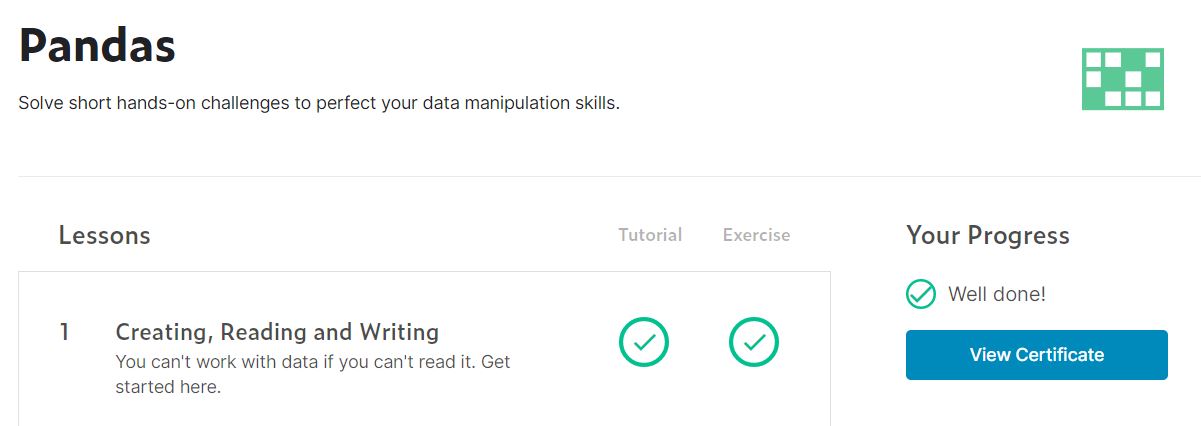 Pandas
Solve short hands-on challenges to perfect your data manipulation skills.
Lessons
Tutorial
Exercise
Your Progress
Well done!
1
Creating, Reading and Writing
You can't work with data if you can't read it. Get
started here.
View Certificate